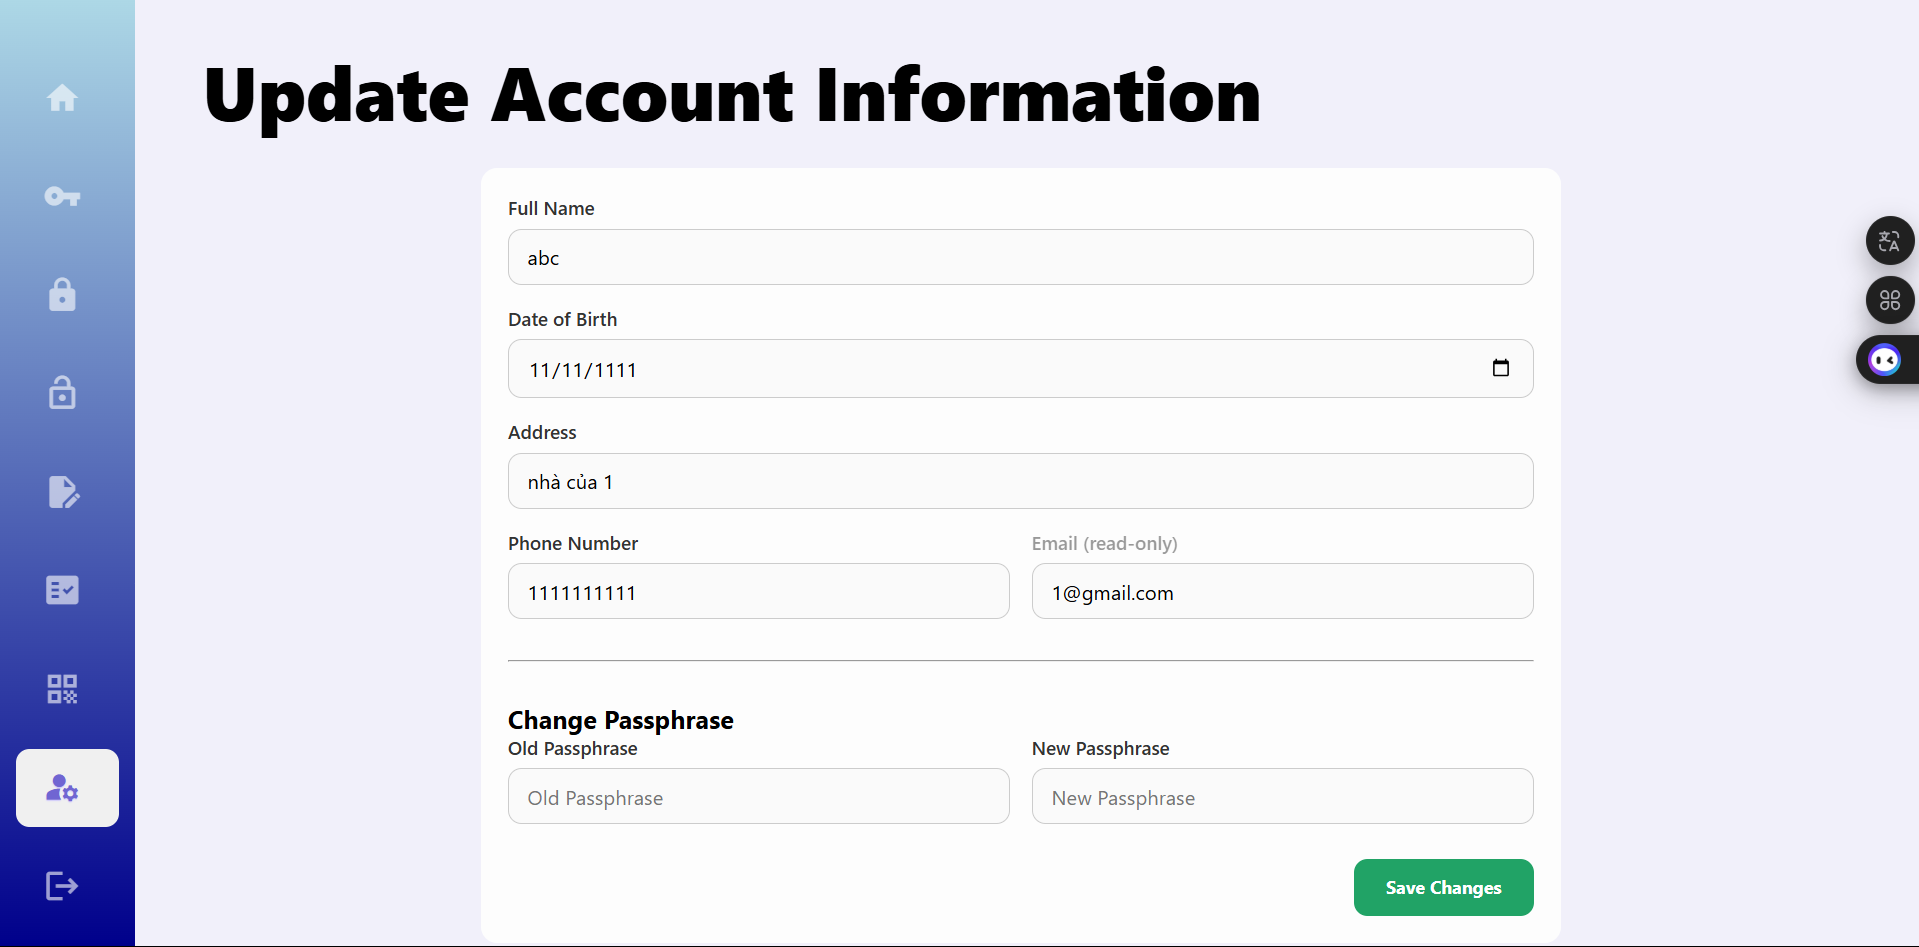 Update Account Information
Full Name
abc
Date of Birth
11/11/1111
Address
nhà của 1
Phone Number
Email (read-only)
1111111111
1@gmail.com
Change Passphrase
Old Passphrase
New Passphrase
Old Passphrase
New Passphrase
Save Changes